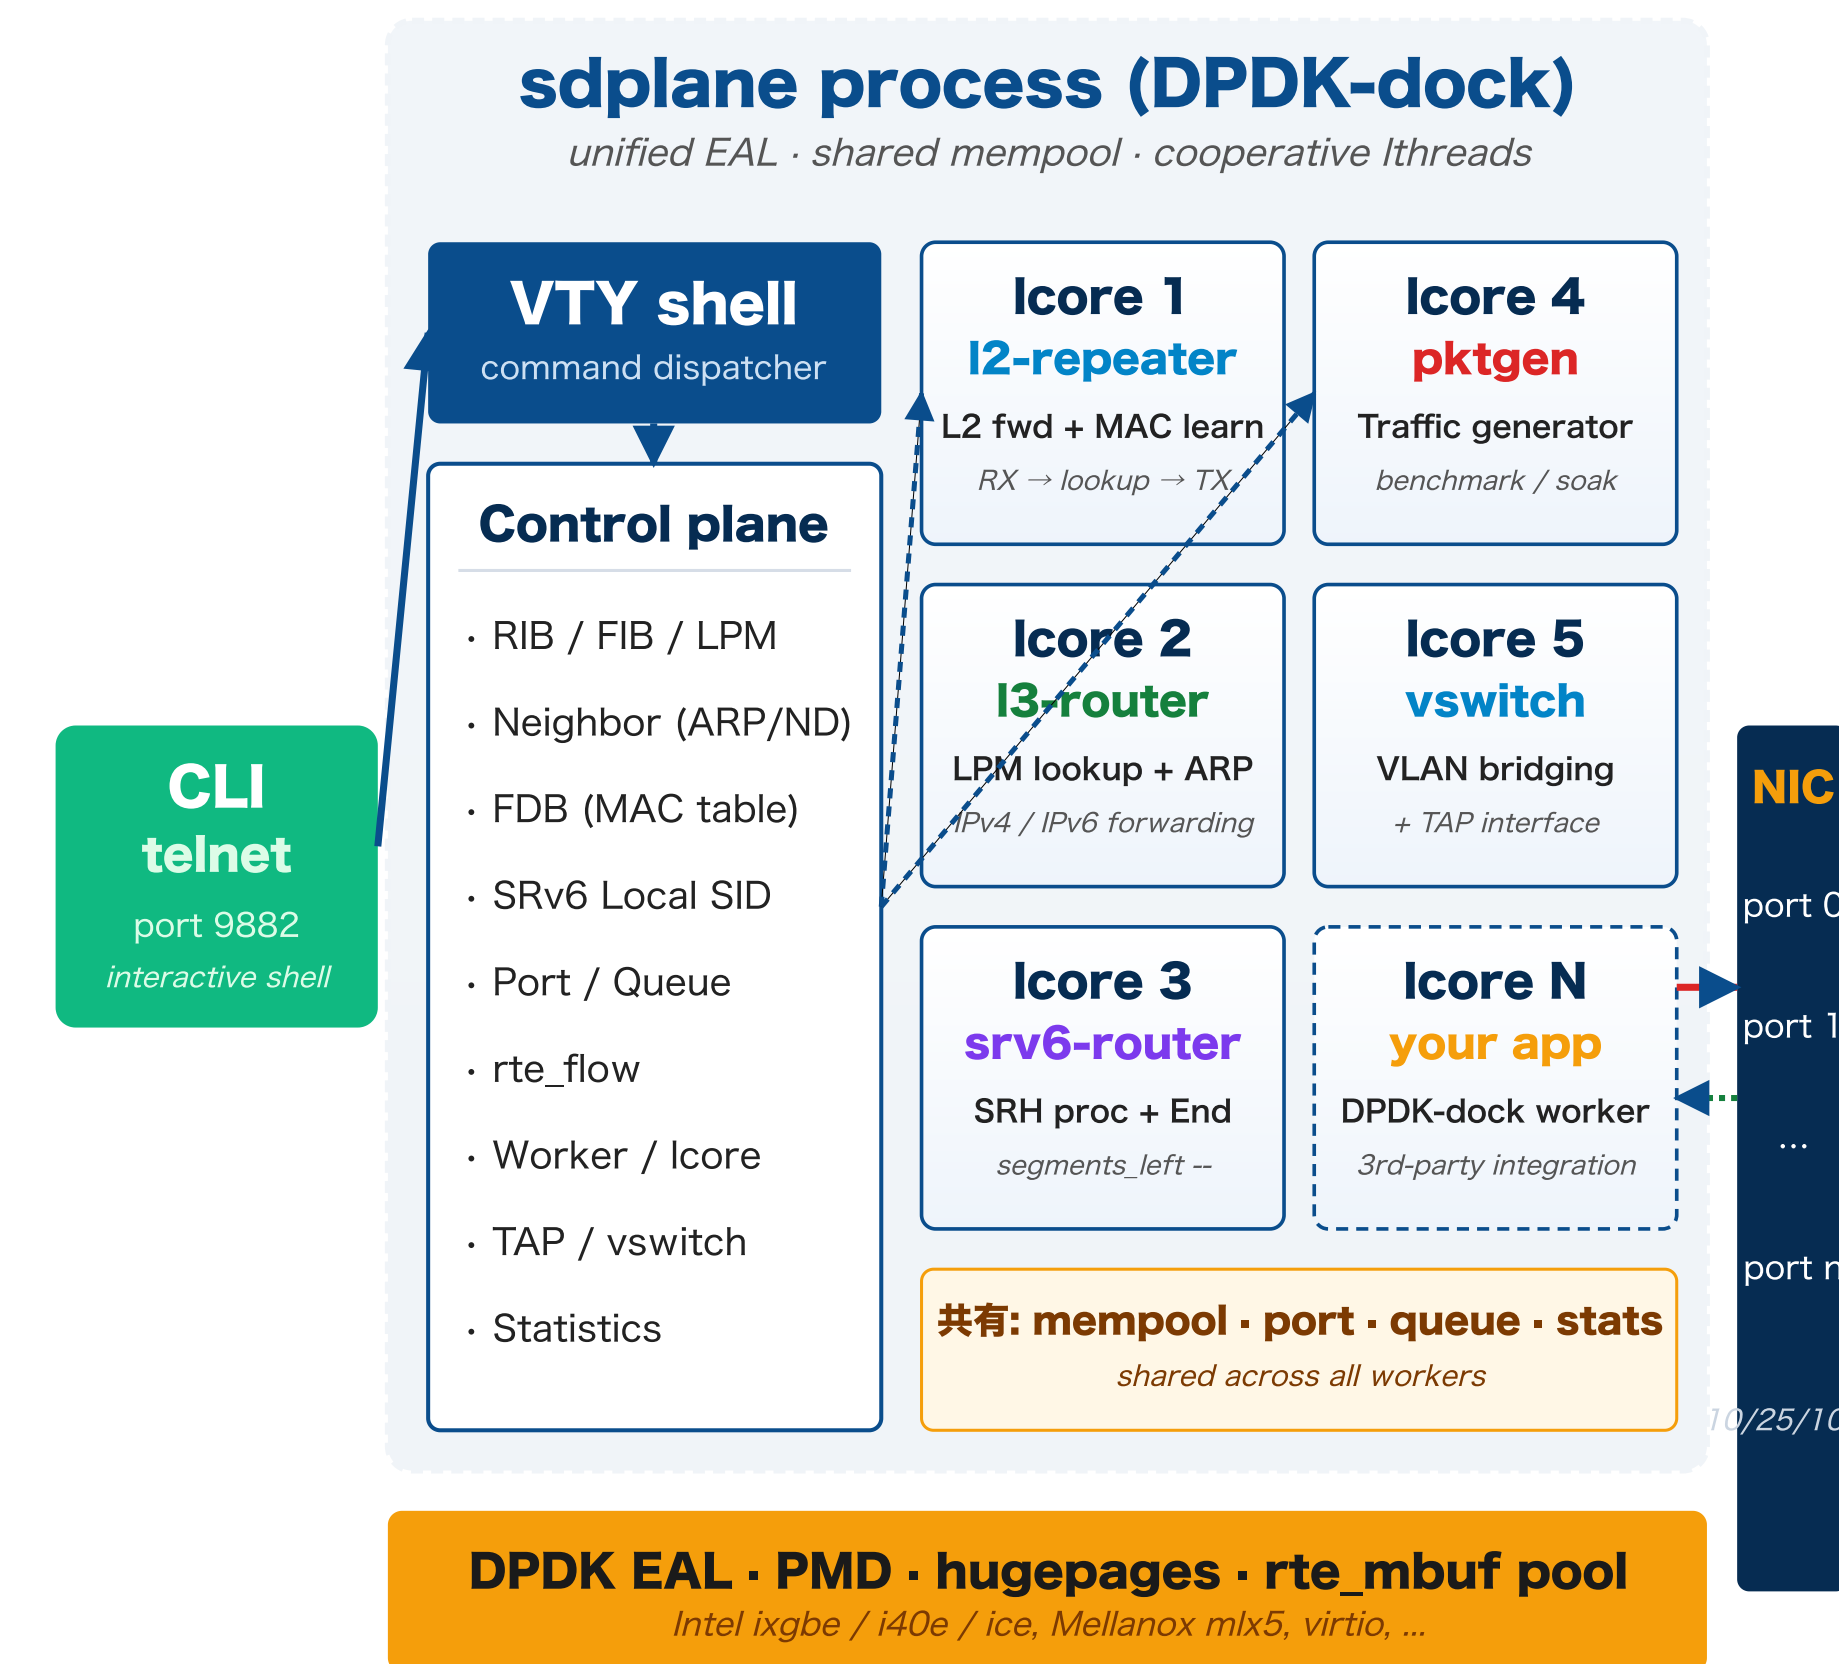 sdplane process (DPDK-dock)
unified EAL · shared mempool · cooperative lthreads
VTY shell
command dispatcher
Control plane
· RIB / FIB / LPM
· Neighbor (ARP/ND)
· FDB (MAC table)
· SRv6 Local SID
· Port / Queue
· rte_flow
· Worker / lcore
· TAP / vswitch
· Statistics
CLI
telnet
port 9882
interactive shell
lcore 1
l2-repeater
L2 fwd + MAC learn
RX → lookup → TX
lcore 4
pktgen
Traffic generator
benchmark / soak
lcore 2
l3-router
LPM lookup + ARP
IPv4 / IPv6 forwarding
lcore 5
vswitch
VLAN bridging
+ TAP interface
lcore 3
srv6-router
SRH proc + End
segments_left --
lcore N
your app
DPDK-dock worker
3rd-party integration
共有: mempool · port · queue · stats
shared across all workers
NIC
port 0
port 1
...
port n
10/25/10
DPDK EAL · PMD · hugepages · rte_mbuf pool
Intel ixgbe / i40e / ice, Mellanox mlx5, virtio, ...